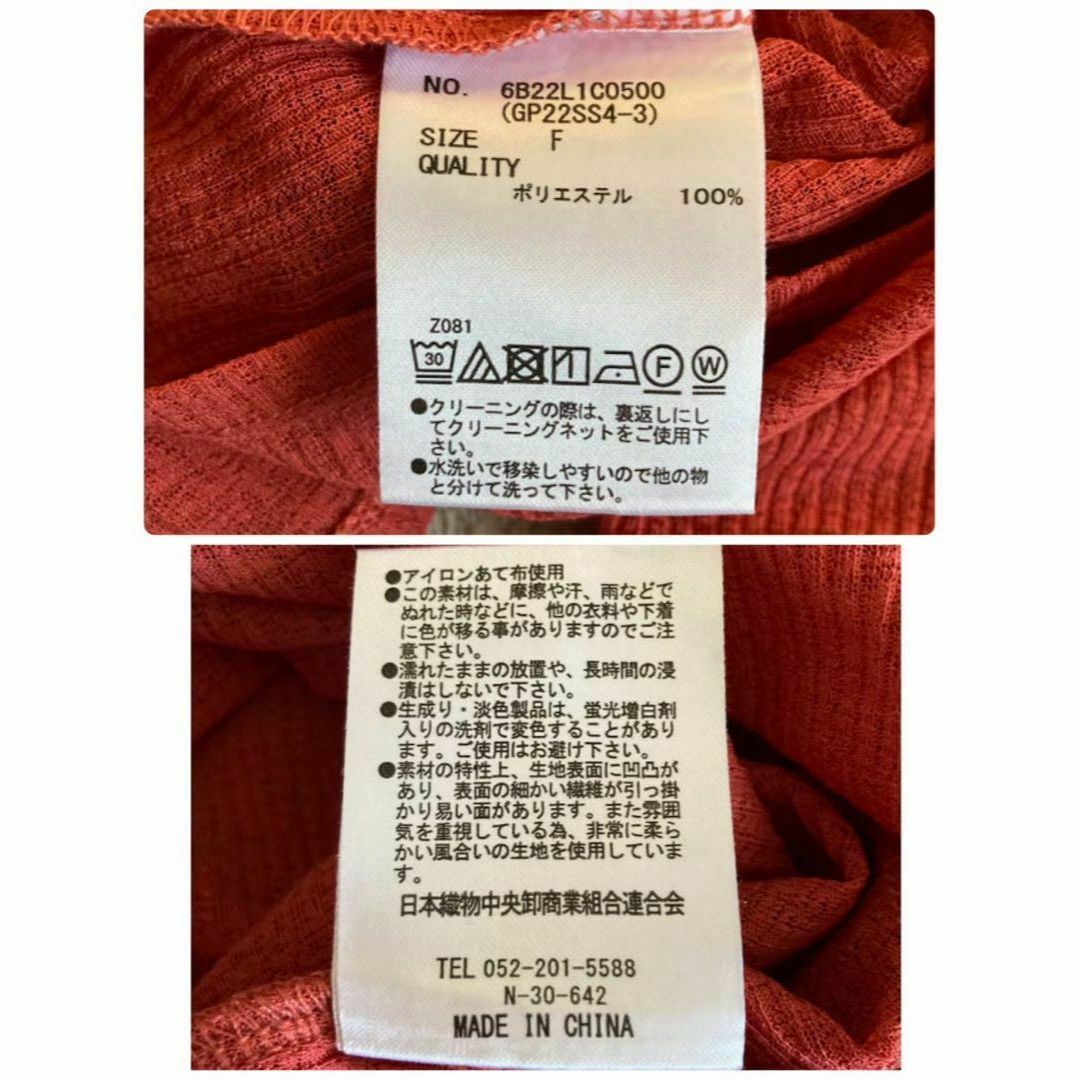 NO. 6B22L1C0500
(GP22SS4-3)
SIZE F
QUALITY
ポリエステル 100%
Z081
30 F W
●クリーニングの際は、裏返しにし
てクリーニングネットをご使用下
さい。
●水洗いで移染しやすいので他の物
と分けて洗って下さい。
●アイロンあて布使用
●この素材は、摩擦や汗、雨などで
ぬれた時などに、他の衣料や下着
に色が移る事がありますのでご注
意下さい。
●濡れたままの放置や、長時間の浸
漬はしないで下さい。
●生成り・淡色製品は、蛍光増白剤
入りの洗剤で変色することがあり
ます。ご使用はお避け下さい。
●素材の特性上、生地表面に凹凸が
あり、表面の細かい繊維が引っ掛
かり易い面があります。また雰囲
気を重視している為、非常に柔ら
かい風合いの生地を使用していま
す。
日本織物中央卸商業組合連合会
TEL 052-201-5588
N-30-642
MADE IN CHINA